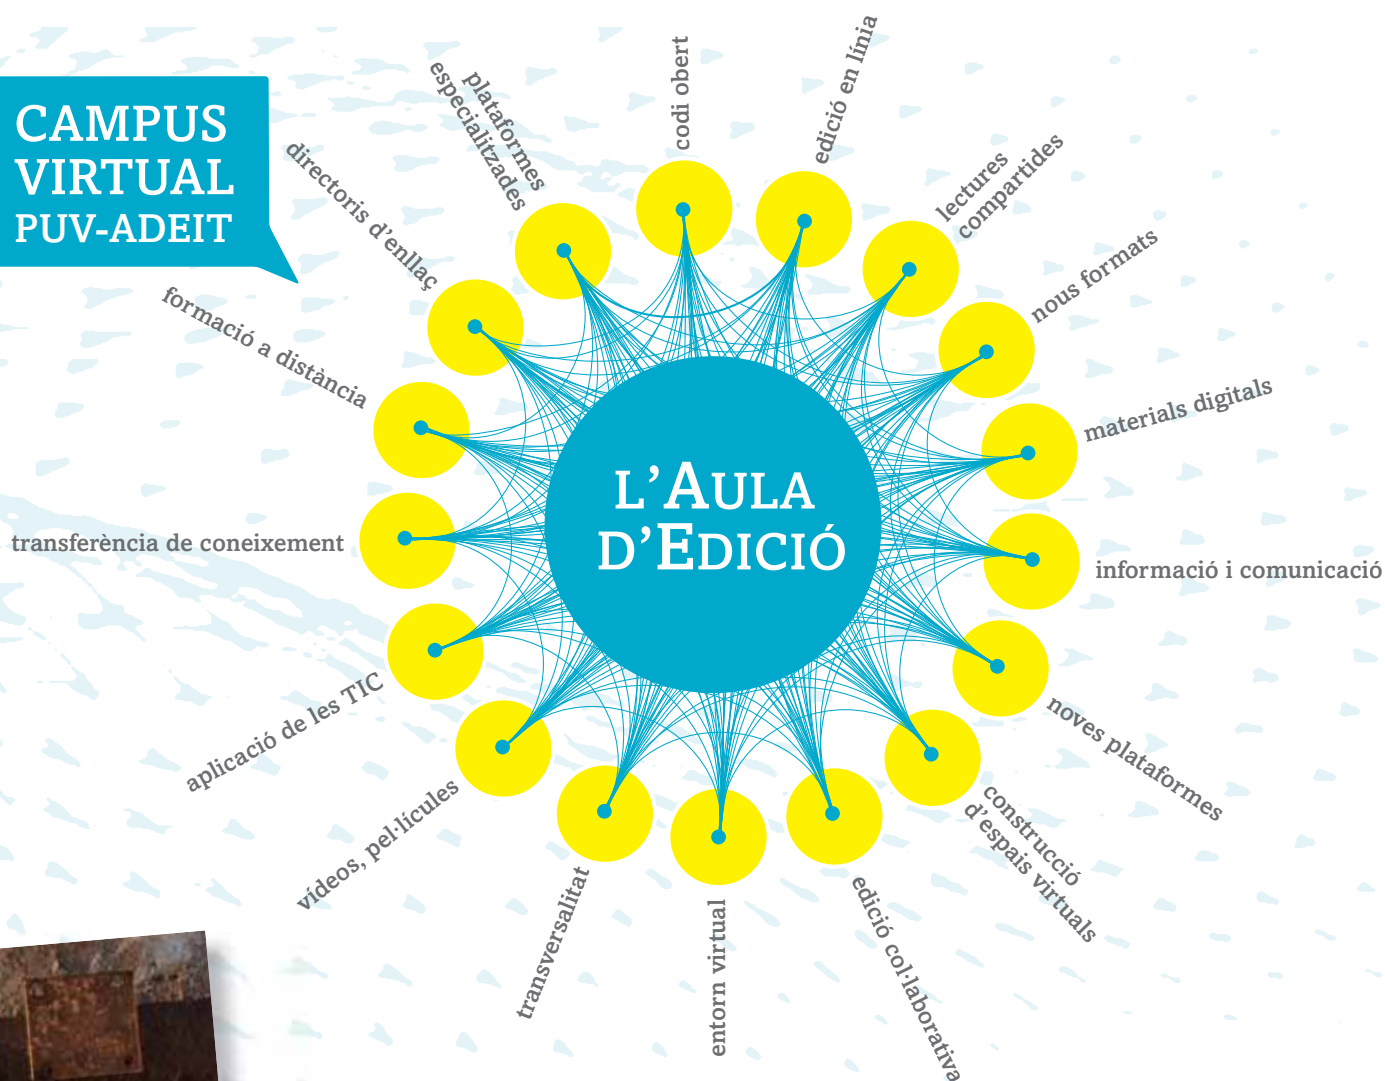 CAMPUS
VIRTUAL
PUV-ADEIT
plataformes
especialitzades
codi obert
edició en línia
lectures
compartides
nous formats
materials digitals
informació i comunicació
noves plataformes
construcció
d’espais virtuals
edició col·laborativa
entorn virtual
transversalitat
vídeos, pel·lícules
aplicació de les TIC
transferència de coneixement
formació a distància
directoris d’enllaç
L’AULA
D’EDICIÓ